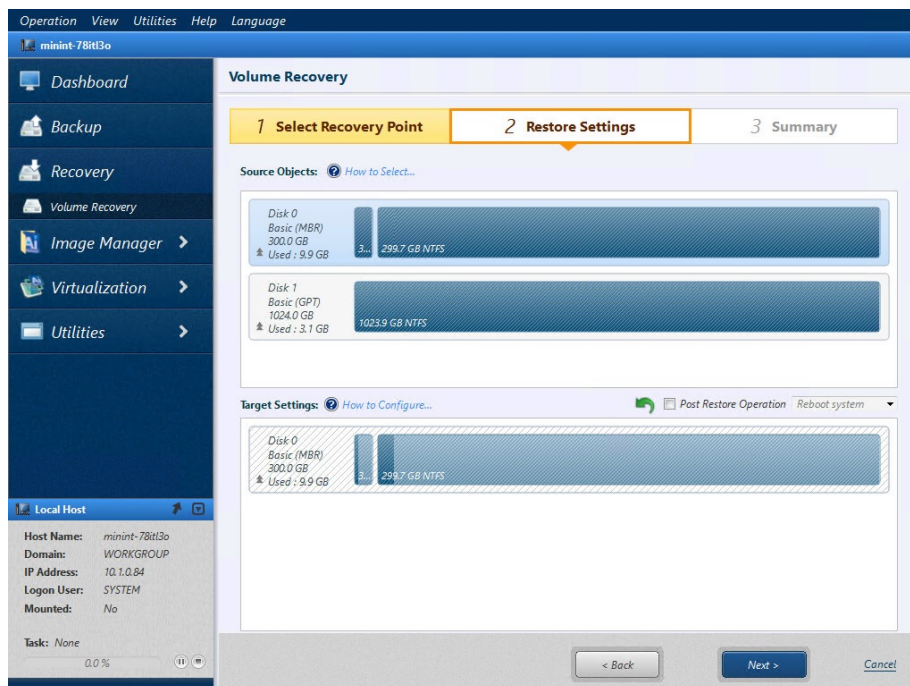 Operation View Utilities Help Language
minint-78itl3o
Dashboard
Backup
Recovery
Volume Recovery
Image Manager
Virtualization
Utilities
Local Host
Host Name: minint-78itl3o
Domain: WORKGROUP
IP Address: 10.1.0.84
Logon User: SYSTEM
Mounted: No
Task: None
0.0 %
Volume Recovery
1 Select Recovery Point
2 Restore Settings
3 Summary
Source Objects: How to Select...
Disk 0
Basic (MBR)
300.0 GB
Used : 9.9 GB
3...
299.7 GB NTFS
Disk 1
Basic (GPT)
1024.0 GB
Used : 3.1 GB
1023.9 GB NTFS
Target Settings: How to Configure...
Post Restore Operation Reboot system
Disk 0
Basic (MBR)
300.0 GB
Used : 9.9 GB
3...
299.7 GB NTFS
< Back
Next >
Cancel